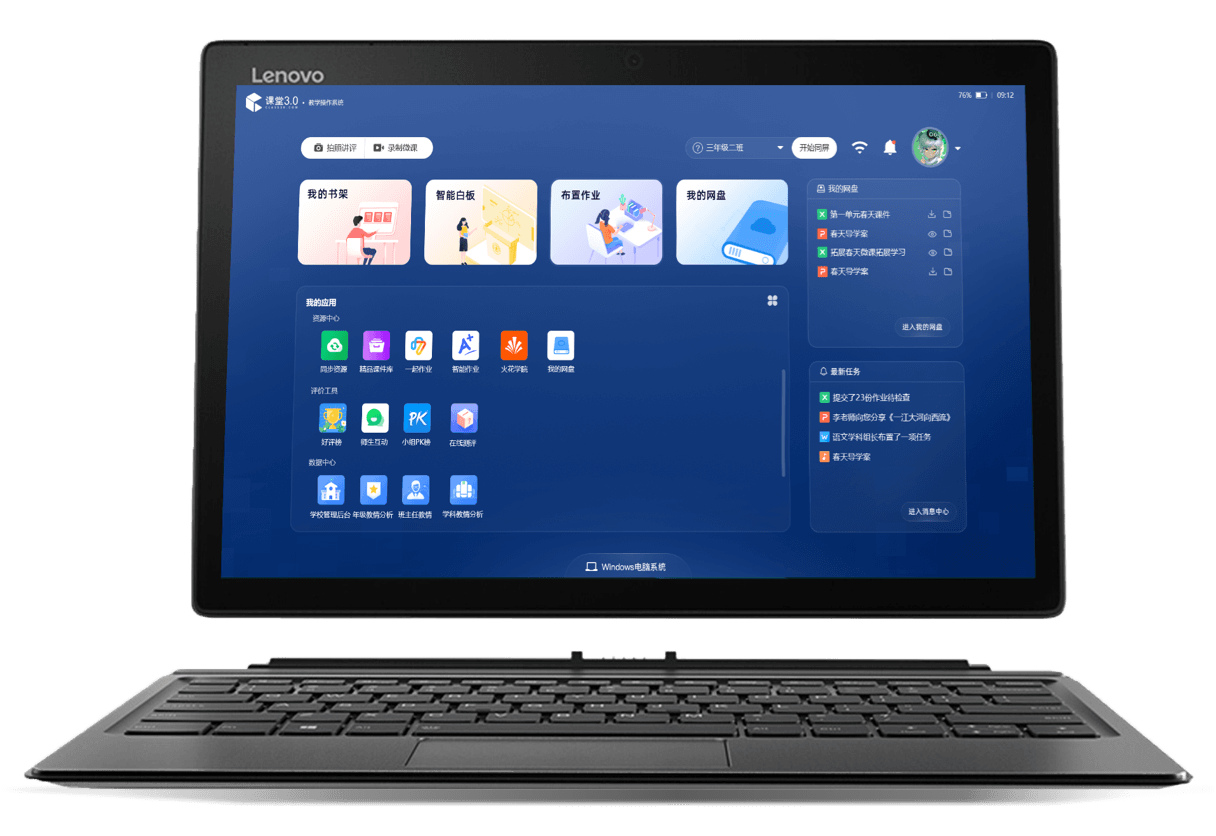 Lenovo
课堂3.0 · 教学操作系统
76% 09:12
拍照讲评 录制微课
三年级二班 开始同屏
我的书架
智能白板
布置作业
我的网盘
我的网盘
第一单元春天课件
春天导学案
拓展春天微课拓展学习
春天导学案
进入我的网盘
我的应用
资源中心
同步资源 精品课件库 一起作业 智能作业 火花学院 我的网盘
评价工具
PK
好评榜 师生互动 小组PK榜 在线测评
数据中心
学校管理后台 年级教情分析 班主任教情 学科教情分析
最新任务
提交了23份作业待检查
李老师向您分享《一江大河向西流》
语文学科组长布置了一项任务
春天导学案
进入消息中心
Windows电脑系统